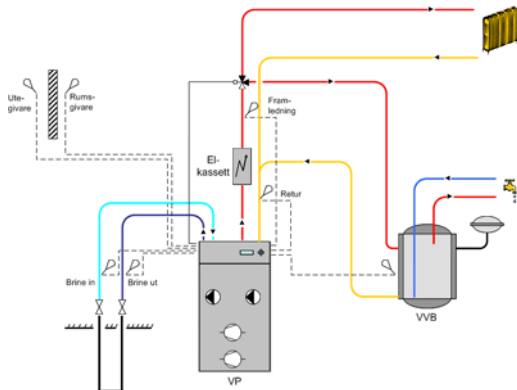 Ute-
givare
Rums-
givare
Fram-
ledning
El-
kassett
Retur
Brine in
Brine ut
VVB
VP